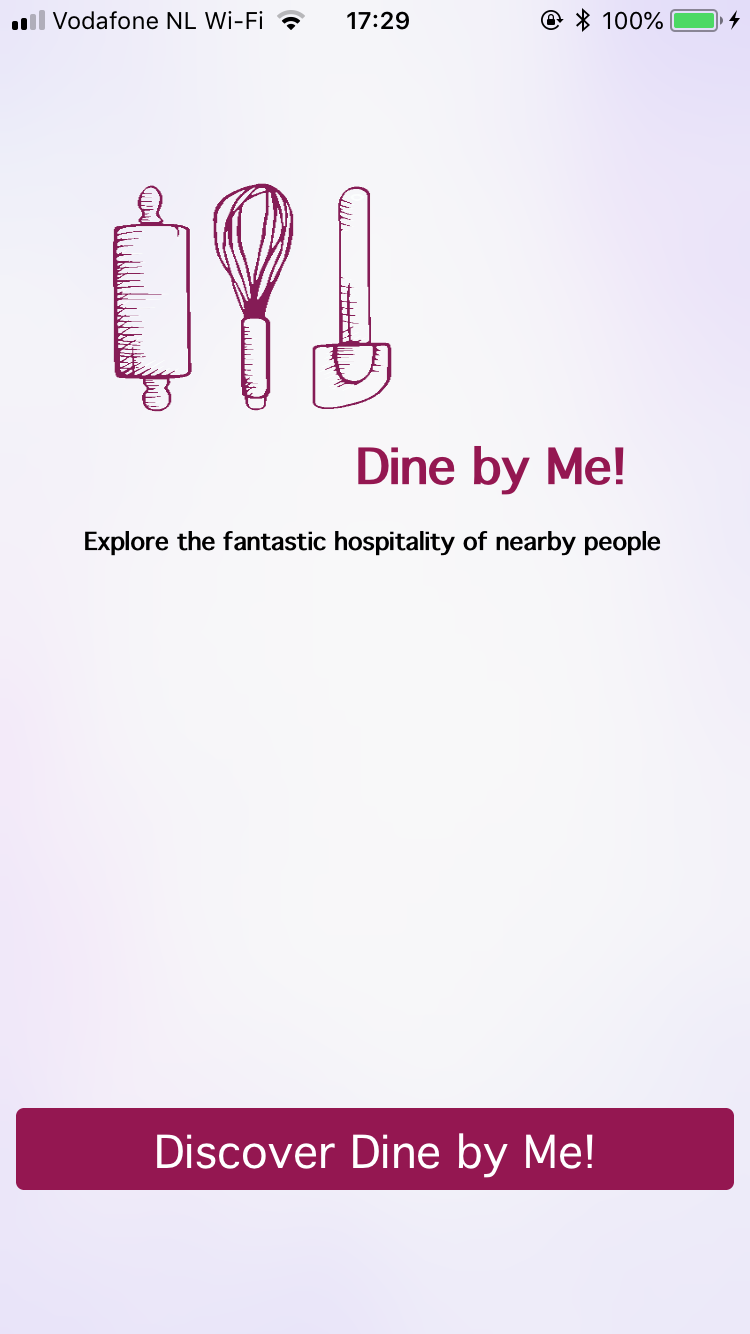 Vodafone NL Wi-Fi 17:29 100%
Dine by Me!
Explore the fantastic hospitality of nearby people
Discover Dine by Me!